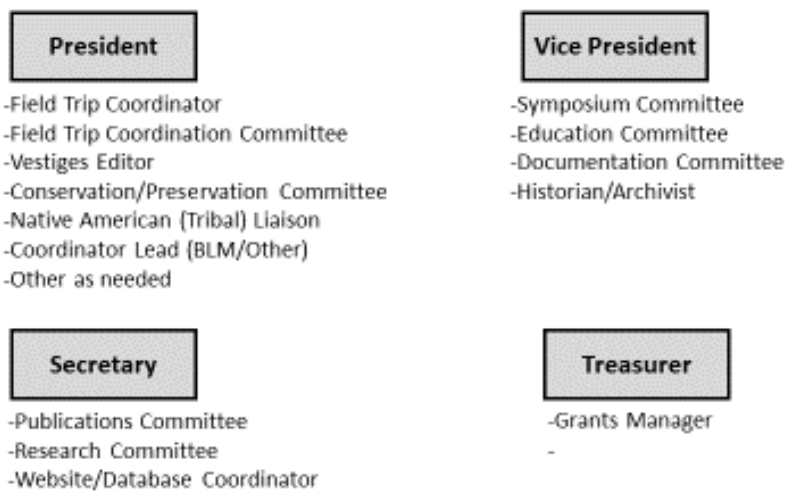 President
-Field Trip Coordinator
-Field Trip Coordination Committee
-Vestiges Editor
-Conservation/Preservation Committee
-Native American (Tribal) Liaison
-Coordinator Lead (BLM/Other)
-Other as needed
Vice President
-Symposium Committee
-Education Committee
-Documentation Committee
-Historian/Archivist
Secretary
-Publications Committee
-Research Committee
-Website/Database Coordinator
Treasurer
-Grants Manager
-